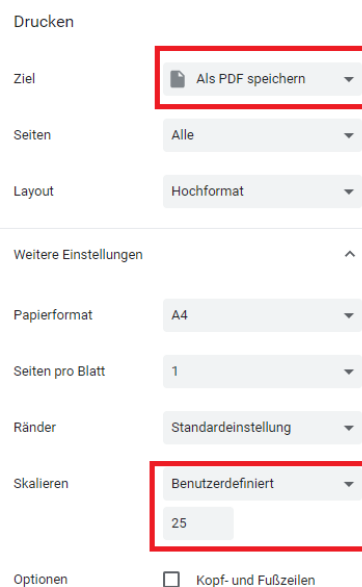 Drucken
Ziel Als PDF speichern
Seiten Alle
Layout Hochformat
Weitere Einstellungen
Papierformat A4
Seiten pro Blatt 1
Ränder Standardeinstellung
Skalieren Benutzerdefiniert
25
Optionen Kopf- und Fußzeilen